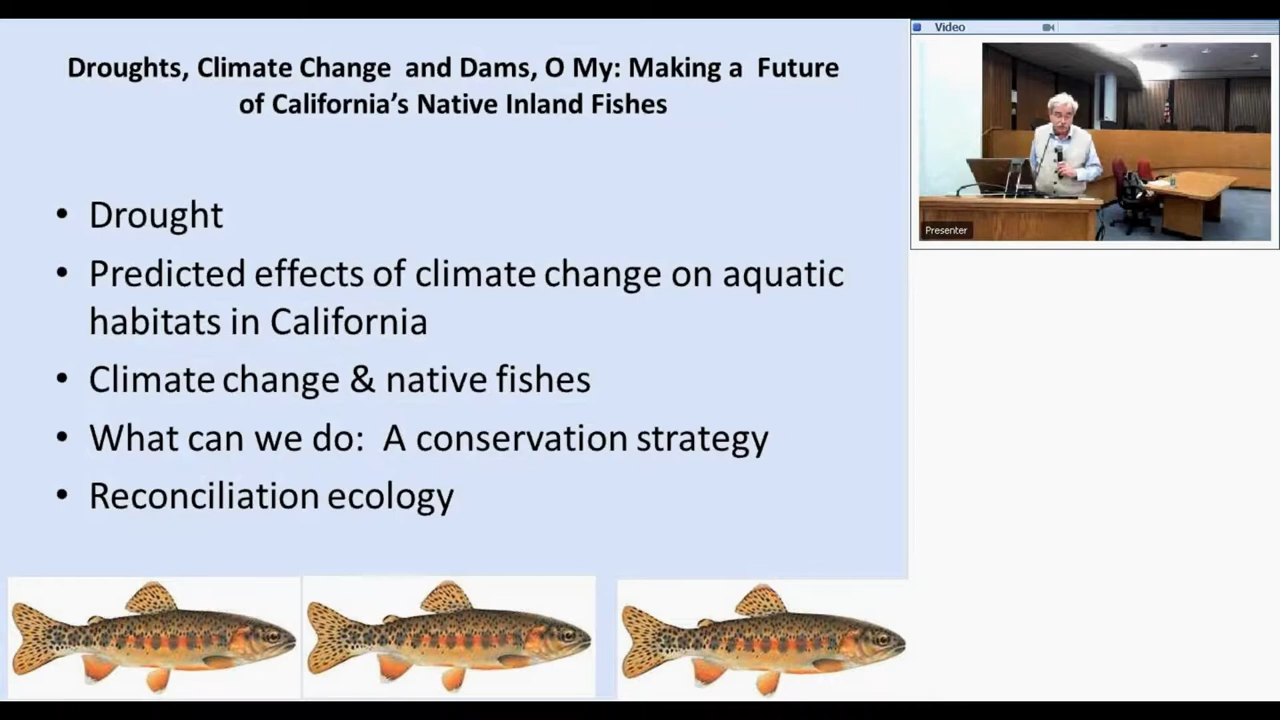 Droughts, Climate Change and Dams, O My: Making a Future
of California's Native Inland Fishes
• Drought
• Predicted effects of climate change on aquatic
habitats in California
• Climate change & native fishes
• What can we do: A conservation strategy
• Reconciliation ecology
Video
Presenter